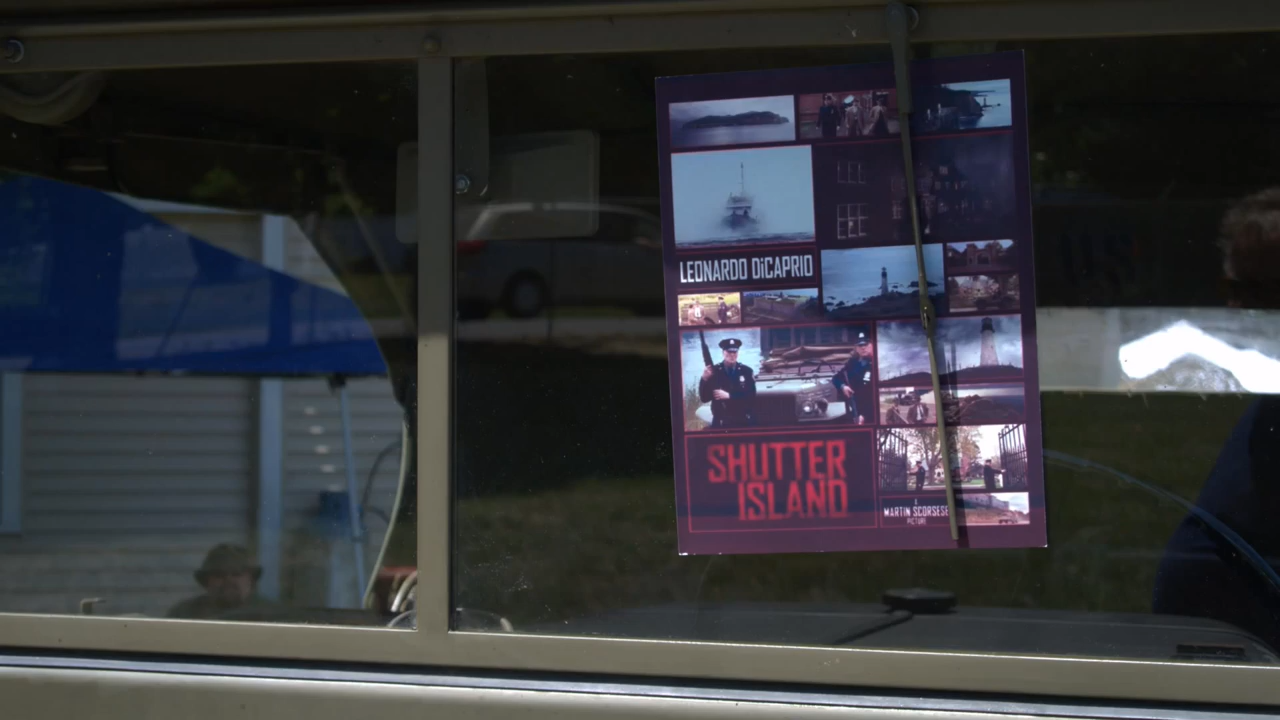 LEONARDO DiCAPRIO
SHUTTER
ISLAND
A
MARTIN SCORSESE
PICTURE